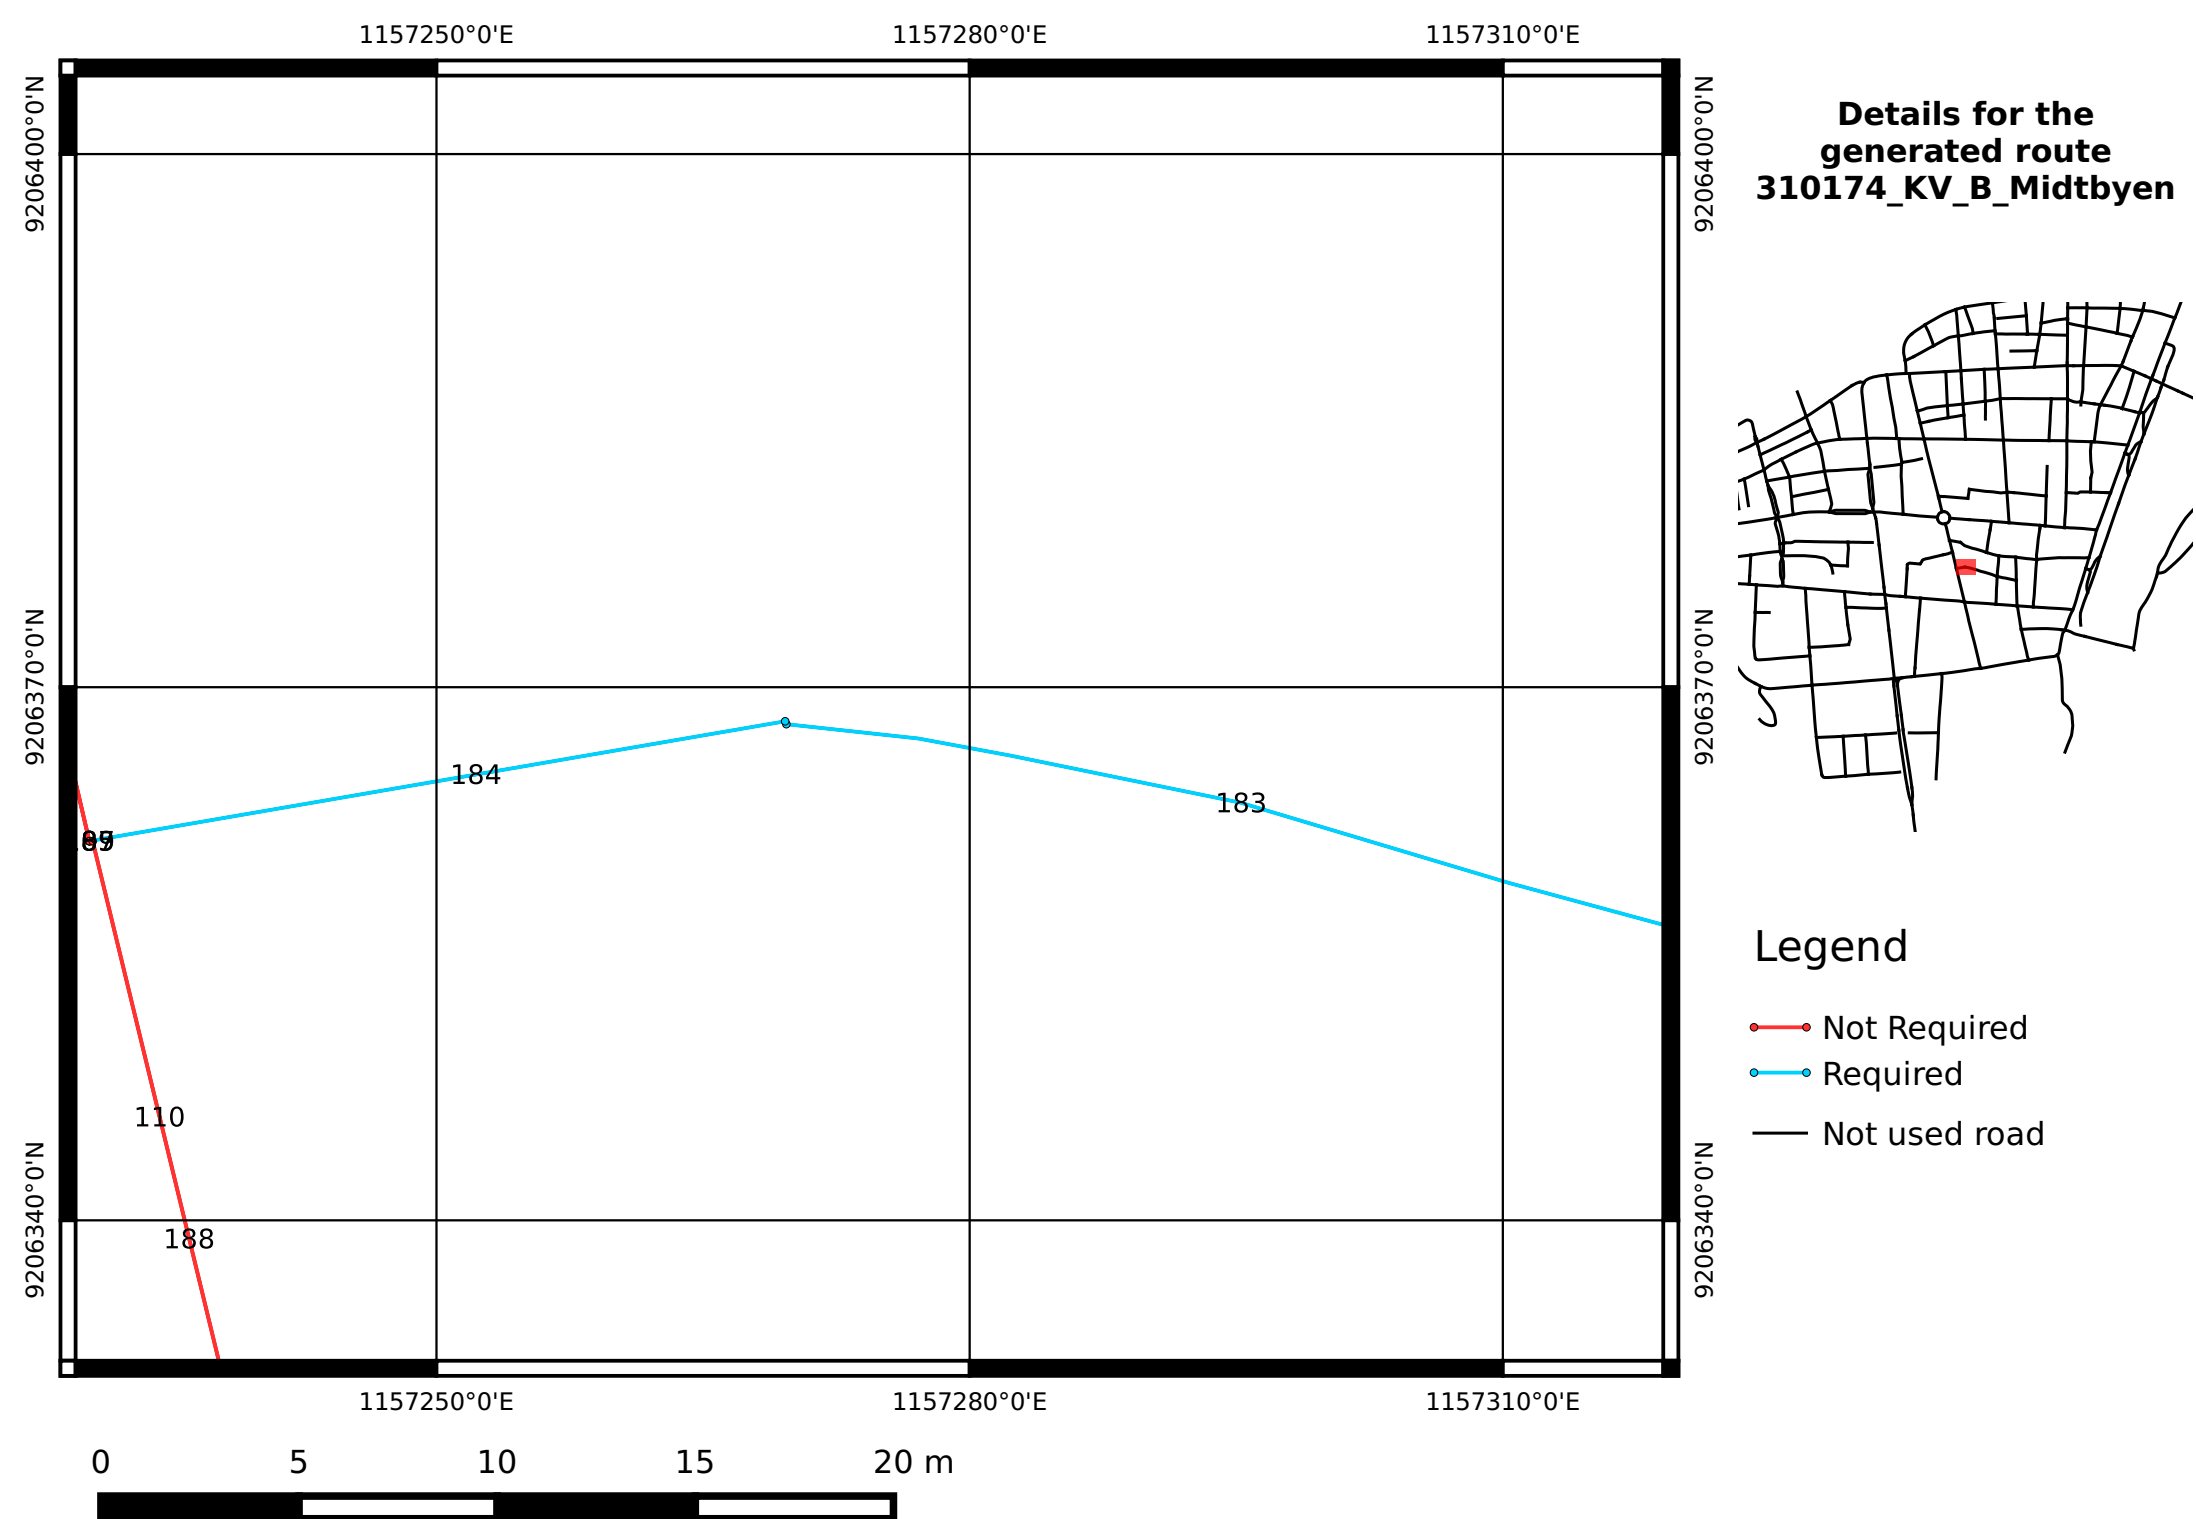 1157250°0'E 1157280°0'E 1157310°0'E
9206400°0'N
9206370°0'N
9206340°0'N
184
183
110
188
9206400°0'N
9206370°0'N
9206340°0'N
1157250°0'E 1157280°0'E 1157310°0'E
0 5 10 15 20 m
Details for the
generated route
310174_KV_B_Midtbyen
Legend
Not Required
Required
Not used road